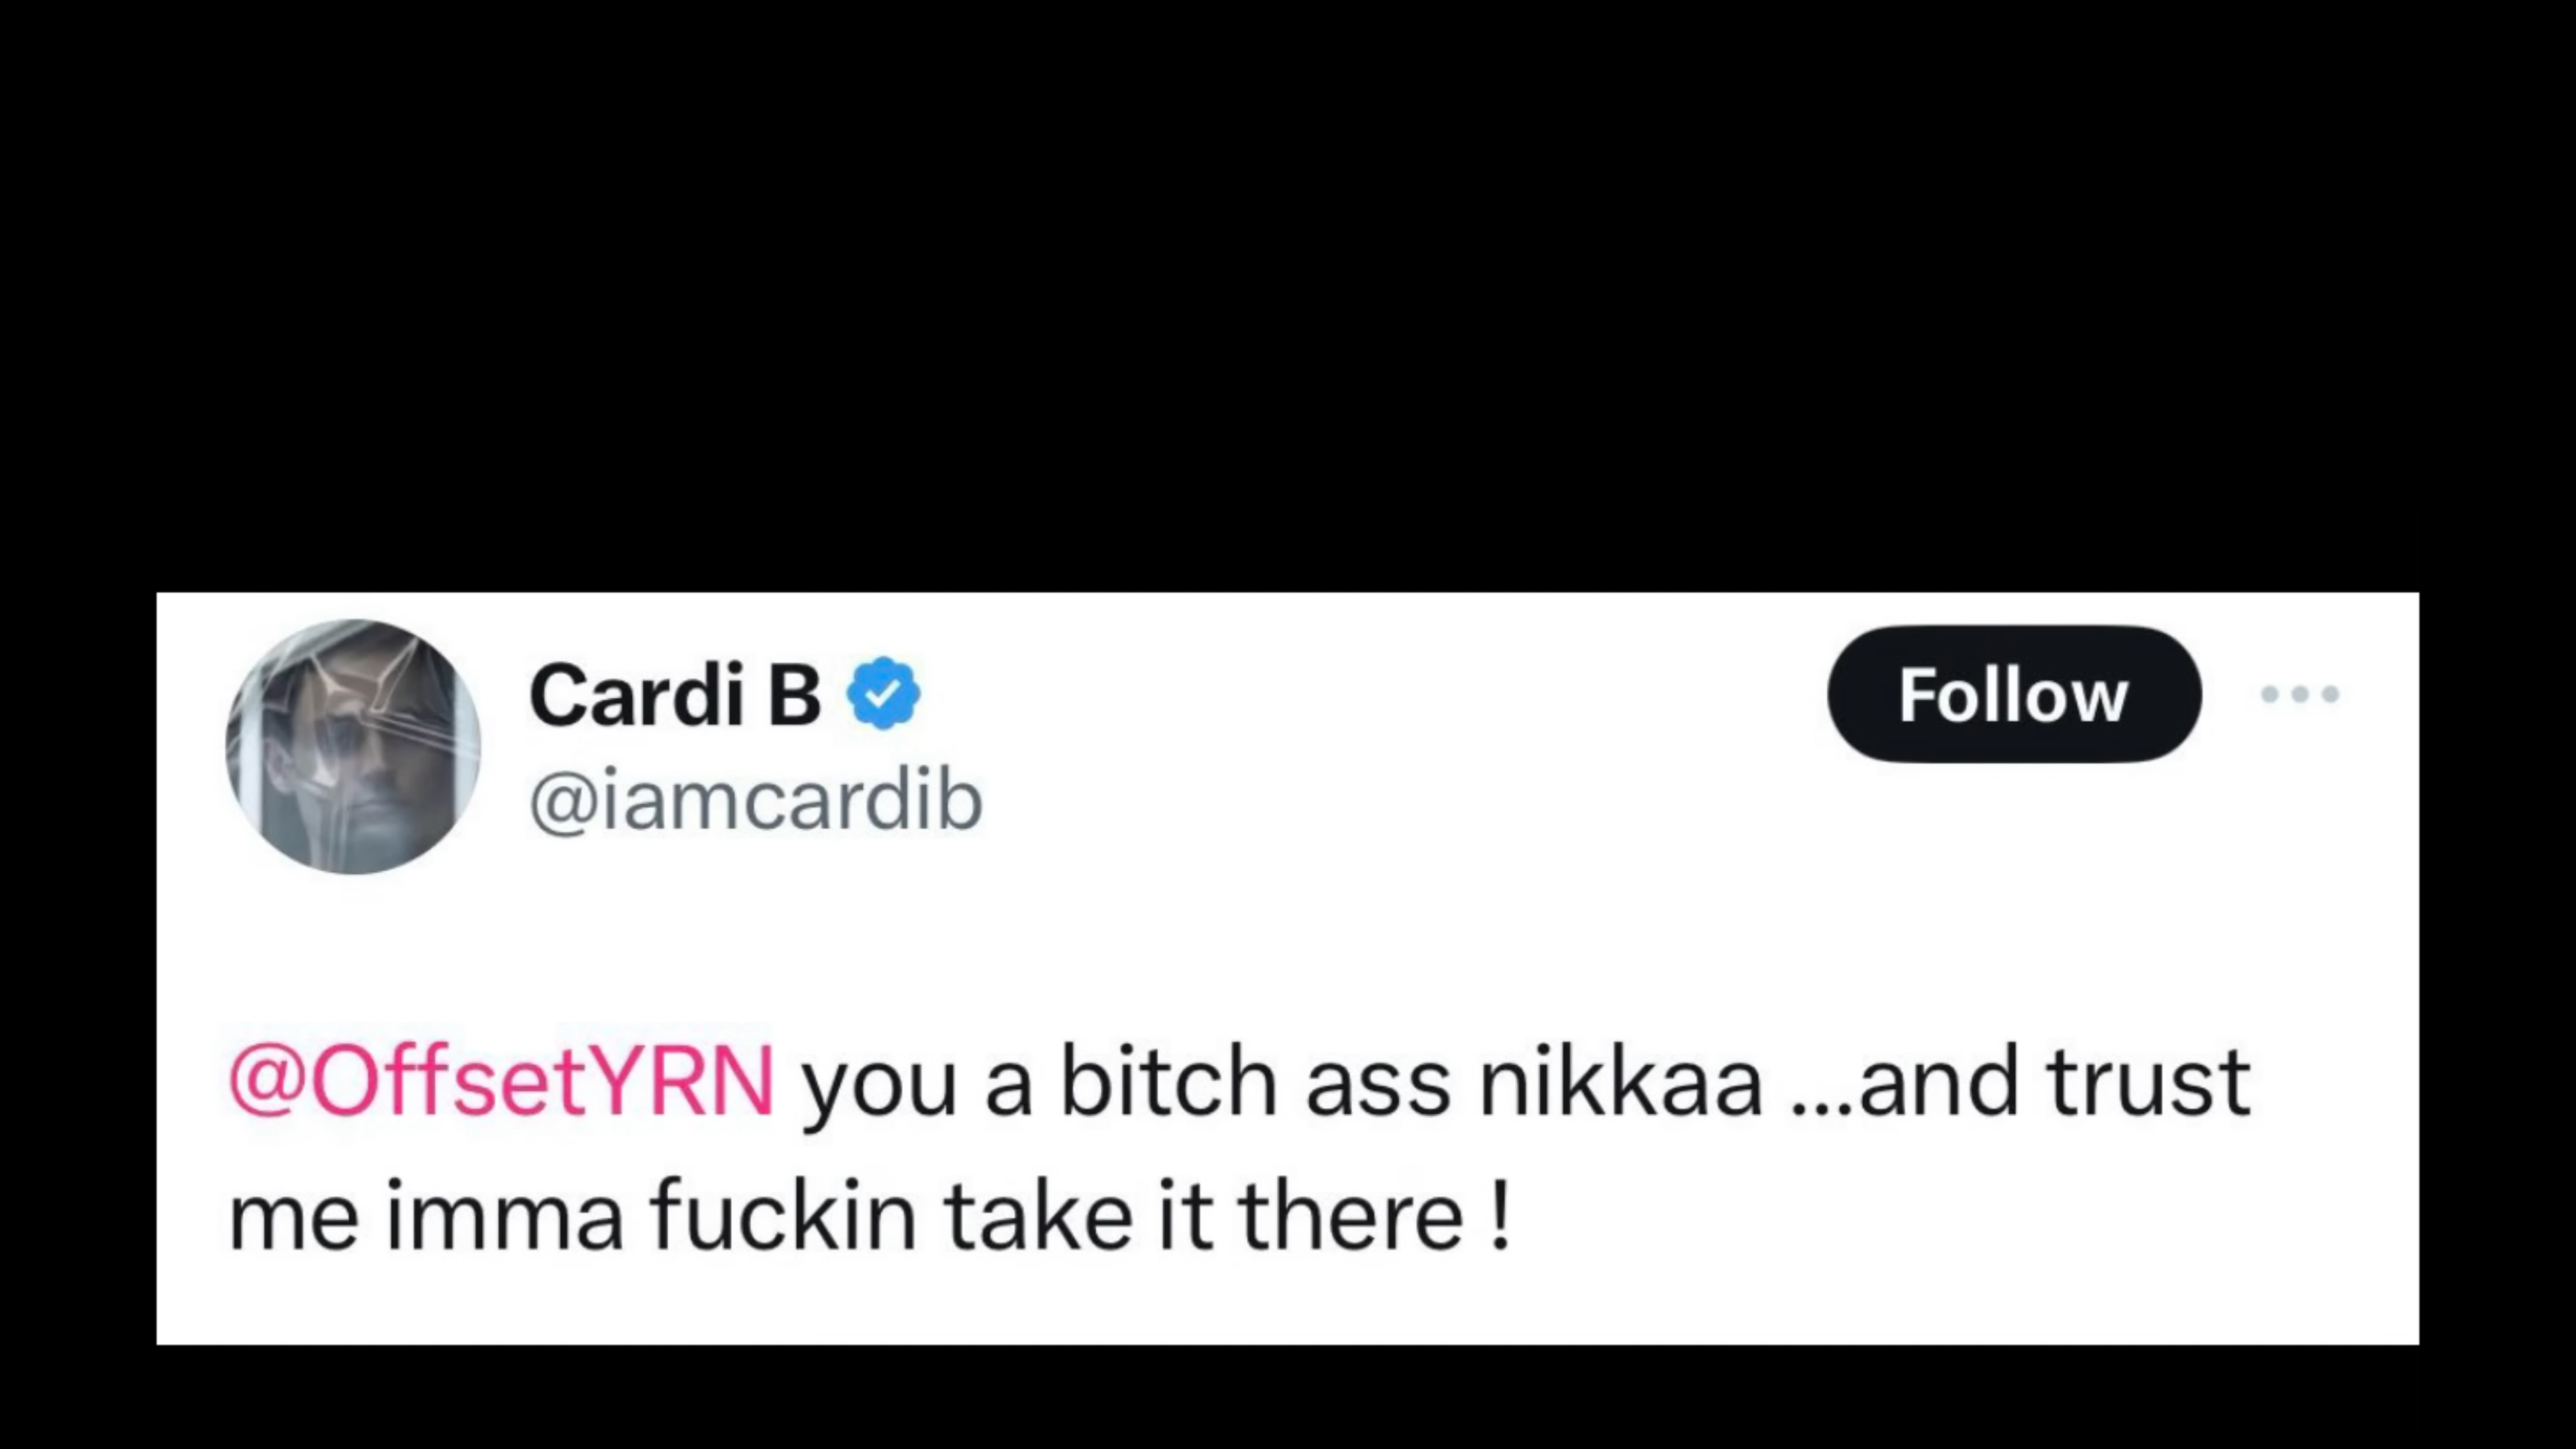 Cardi B
@iamcardib
Follow
@OffsetYRN you a bitch ass nikkaa ...and trust
me imma fuckin take it there !